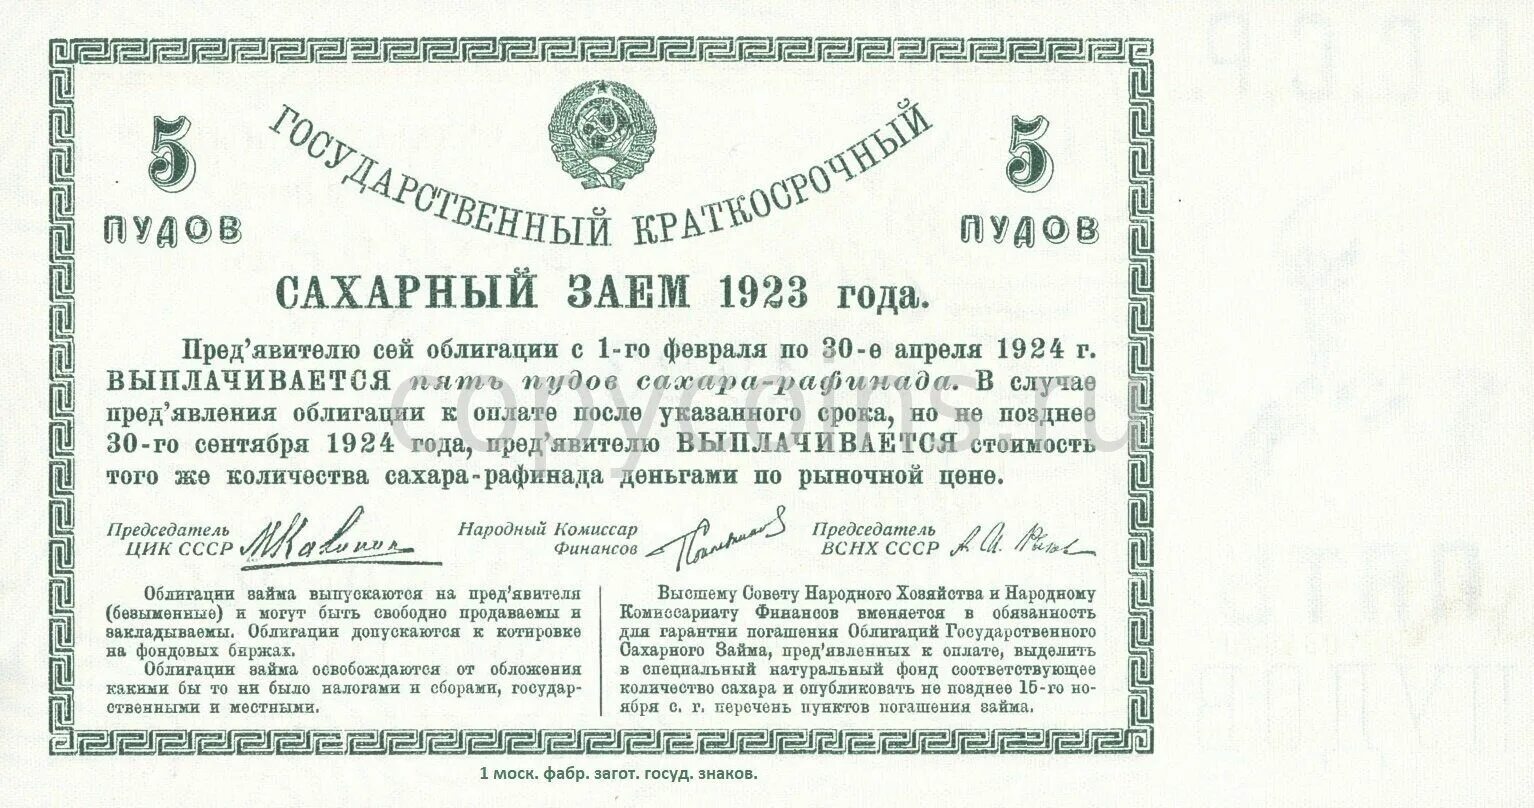 5
ПУДОВ
ГОСУДАРСТВЕННЫЙ КРАТКОСРОЧНЫЙ
5
ПУДОВ
САХАРНЫЙ ЗАЕМ 1923 года.
Пред'явителю сей облигации с 1-го февраля по 30-е апреля 1924 г.
ВЫПЛАЧИВАЕТСЯ пять пудов сахара-рафинада. В случае
пред'явления облигации к оплате после указанного срока, но не позднее
30-го сентября 1924 года, пред'явителю ВЫПЛАЧИВАЕТСЯ стоимость
того же количества сахара-рафинада деньгами по рыночной цене.
copycoins.ru
Председатель
ЦИК СССР
Народный Комиссар
Финансов
Председатель
ВСНХ СССР
Облигации займа выпускаются на пред'явителя
(безыменные) и могут быть свободно продаваемы и
закладываемы. Облигации допускаются к котировке
на фондовых биржах.
Облигации займа освобождаются от обложения
какими бы то ни было налогами и сборами, государ-
ственными и местными.
Высшему Совету Народного Хозяйства и Народному
Комиссариату Финансов вменяется в обязанность
для гарантии погашения Облигаций Государственного
Сахарного Займа, пред'явленных к оплате, выделить
в специальный натуральный фонд соответствующее
количество сахара и опубликовать не позднее 15-го но-
ября с. г. перечень пунктов погашения займа.
1 моск. фабр. загот. госуд. знаков.